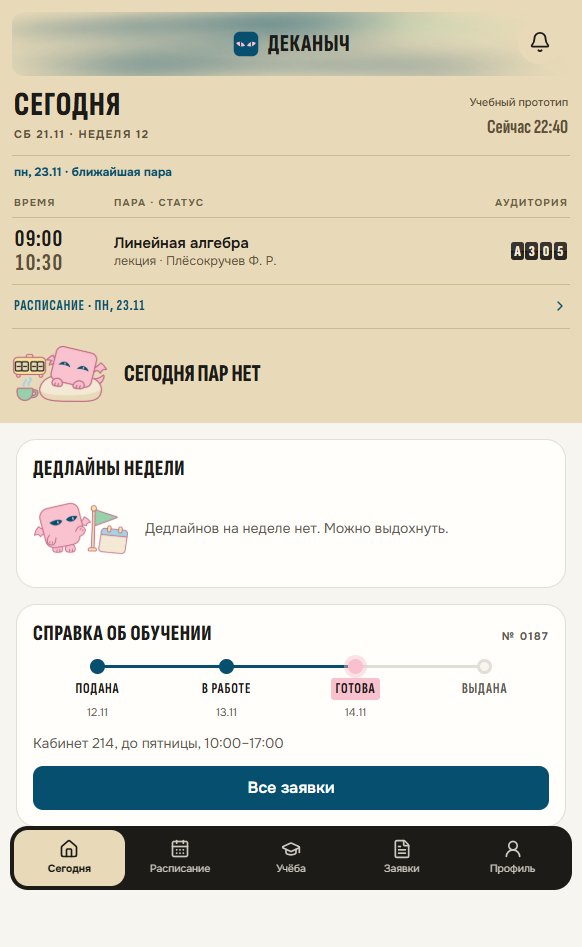 ДЕКАНЫЧ
СЕГОДНЯ
Учебный прототип
СБ 21.11 · НЕДЕЛЯ 12
Сейчас 22:40
пн, 23.11 · ближайшая пара
ВРЕМЯ ПАРА · СТАТУС АУДИТОРИЯ
09:00 Линейная алгебра А305
10:30 лекция · Плёсокручев Ф. Р.
РАСПИСАНИЕ · ПН, 23.11
СЕГОДНЯ ПАР НЕТ
ДЕДЛАЙНЫ НЕДЕЛИ
Дедлайнов на неделе нет. Можно выдохнуть.
СПРАВКА ОБ ОБУЧЕНИИ № 0187
ПОДАНА В РАБОТЕ ГОТОВА ВЫДАНА
12.11 13.11 14.11
Кабинет 214, до пятницы, 10:00–17:00
Все заявки
Сегодня Расписание Учёба Заявки Профиль